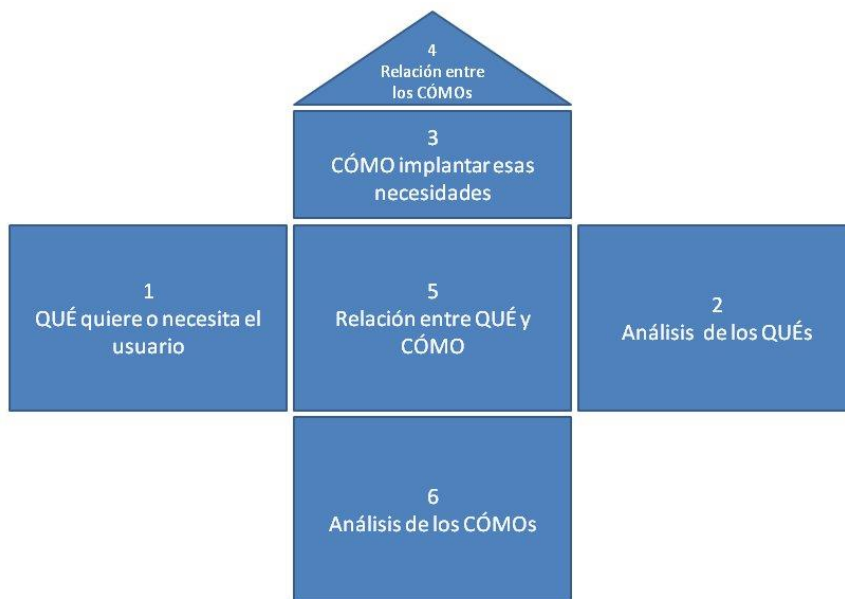 4
Relación entre
los CÓMOs
3
CÓMO implantar esas
necesidades
1
QUÉ quiere o necesita el
usuario
5
Relación entre QUÉ y
CÓMO
2
Análisis de los QUÉs
6
Análisis de los CÓMOs